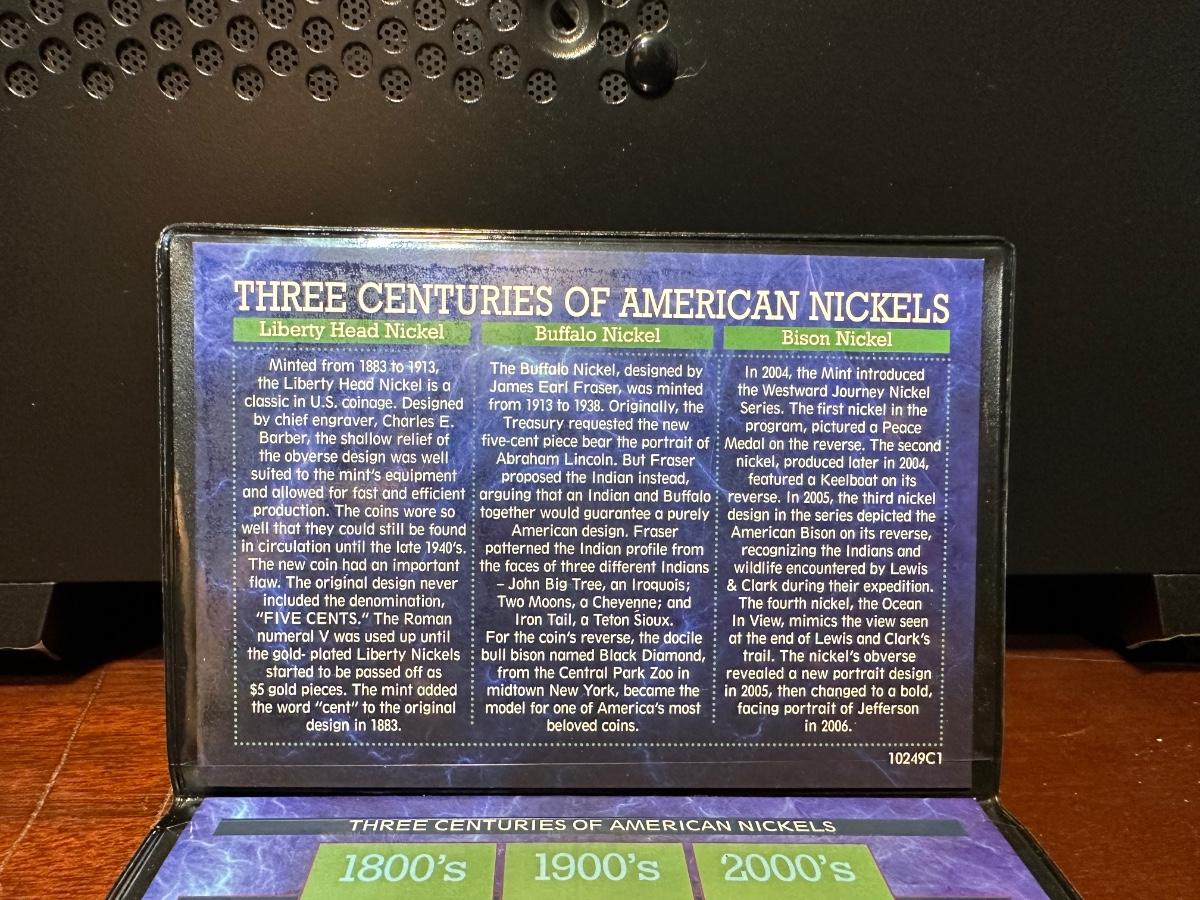 THREE CENTURIES OF AMERICAN NICKELS
Liberty Head Nickel
Minted from 1883 to 1913,
the Liberty Head Nickel is a
classic in U.S. coinage. Designed
by chief engraver, Charles E.
Barber, the shallow relief of
the obverse design was well
suited to the mint's equipment
and allowed for fast and efficient
production. The coins wore so
well that they could still be found
in circulation until the late 1940's.
The new coin had an important
flaw. The original design never
included the denomination,
"FIVE CENTS." The Roman
numeral V was used up until
the gold- plated Liberty Nickels
started to be passed off as
$5 gold pieces. The mint added
the word "cent" to the original
design in 1883.
Buffalo Nickel
The Buffalo Nickel, designed by
James Earl Fraser, was minted
from 1913 to 1938. Originally, the
Treasury requested the new
five-cent piece bear the portrait of
Abraham Lincoln. But Fraser
proposed the Indian instead,
arguing that an Indian and Buffalo
together would guarantee a purely
American design. Fraser
patterned the Indian profile from
the faces of three different Indians
– John Big Tree, an Iroquois;
Two Moons, a Cheyenne; and
Iron Tail, a Teton Sioux.
For the coin's reverse, the docile
bull bison named Black Diamond,
from the Central Park Zoo in
midtown New York, became the
model for one of America's most
beloved coins.
Bison Nickel
In 2004, the Mint introduced
the Westward Journey Nickel
Series. The first nickel in the
program, pictured a Peace
Medal on the reverse. The second
nickel, produced later in 2004,
featured a Keelboat on its
reverse. In 2005, the third nickel
design in the series depicted the
American Bison on its reverse,
recognizing the Indians and
wildlife encountered by Lewis
& Clark during their expedition.
The fourth nickel, the Ocean
In View, mimics the view seen
at the end of Lewis and Clark's
trail. The nickel's obverse
revealed a new portrait design
in 2005, then changed to a bold,
facing portrait of Jefferson
in 2006.
10249C1
THREE CENTURIES OF AMERICAN NICKELS
1800's
1900's
2000's